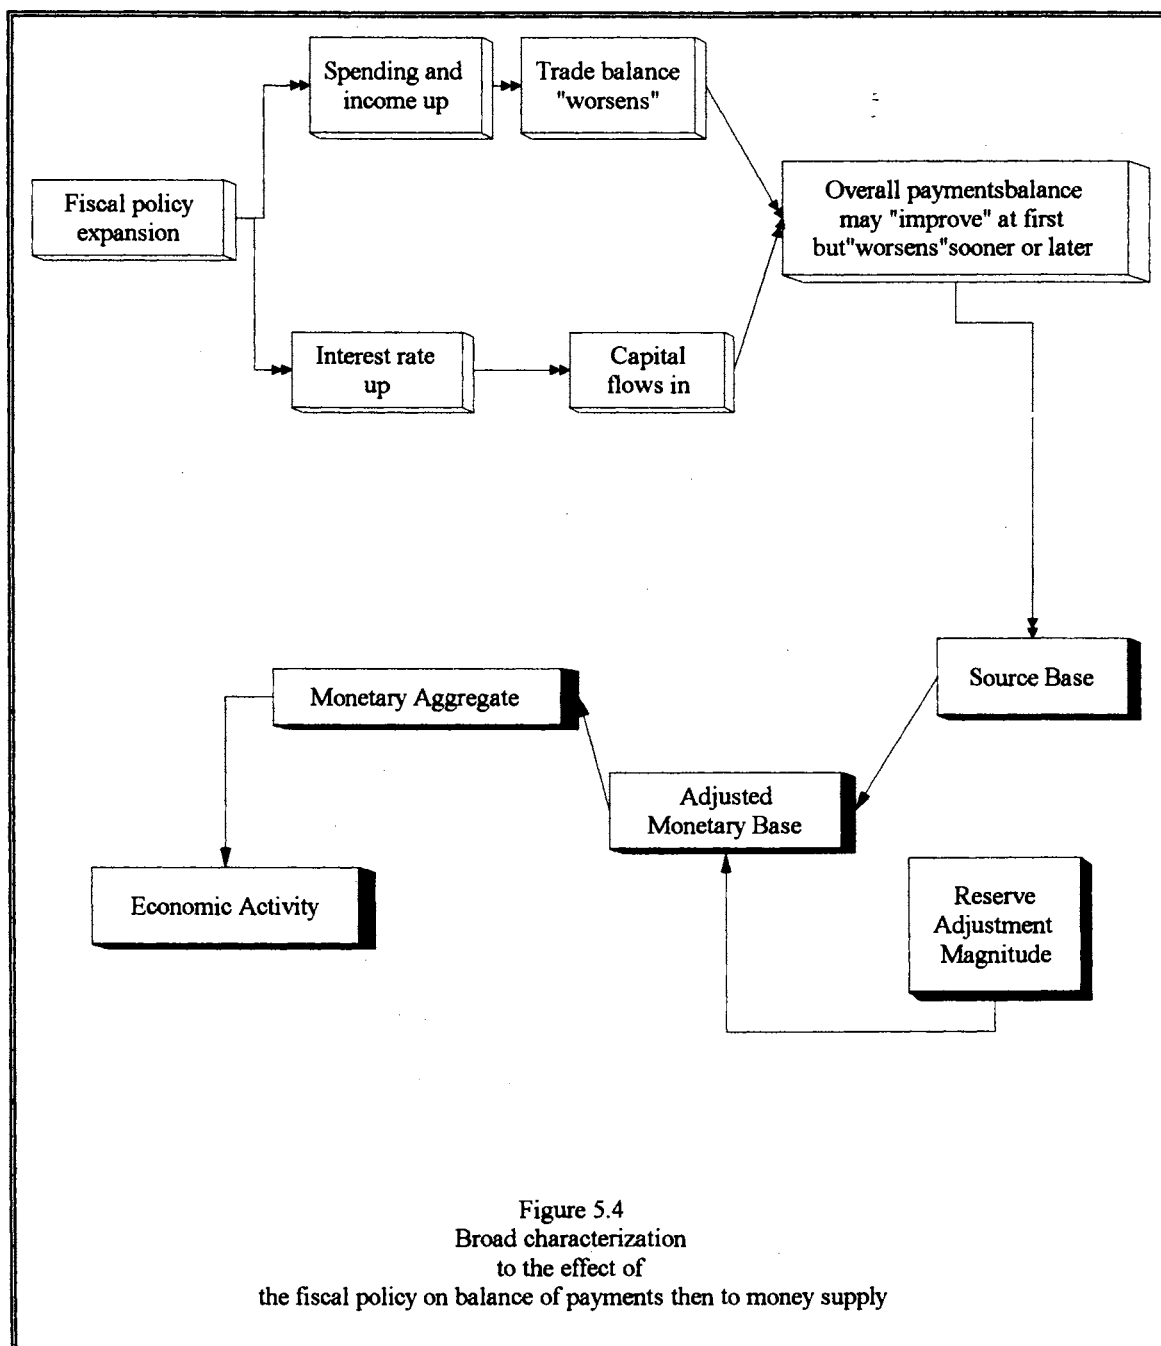 Spending and
income up
Trade balance
"worsens"
Fiscal policy
expansion
Overall paymentsbalance
may "improve" at first
but"worsens"sooner or later
Interest rate
up
Capital
flows in
Source Base
Monetary Aggregate
Adjusted
Monetary Base
Economic Activity
Reserve
Adjustment
Magnitude
Figure 5.4
Broad characterization
to the effect of
the fiscal policy on balance of payments then to money supply